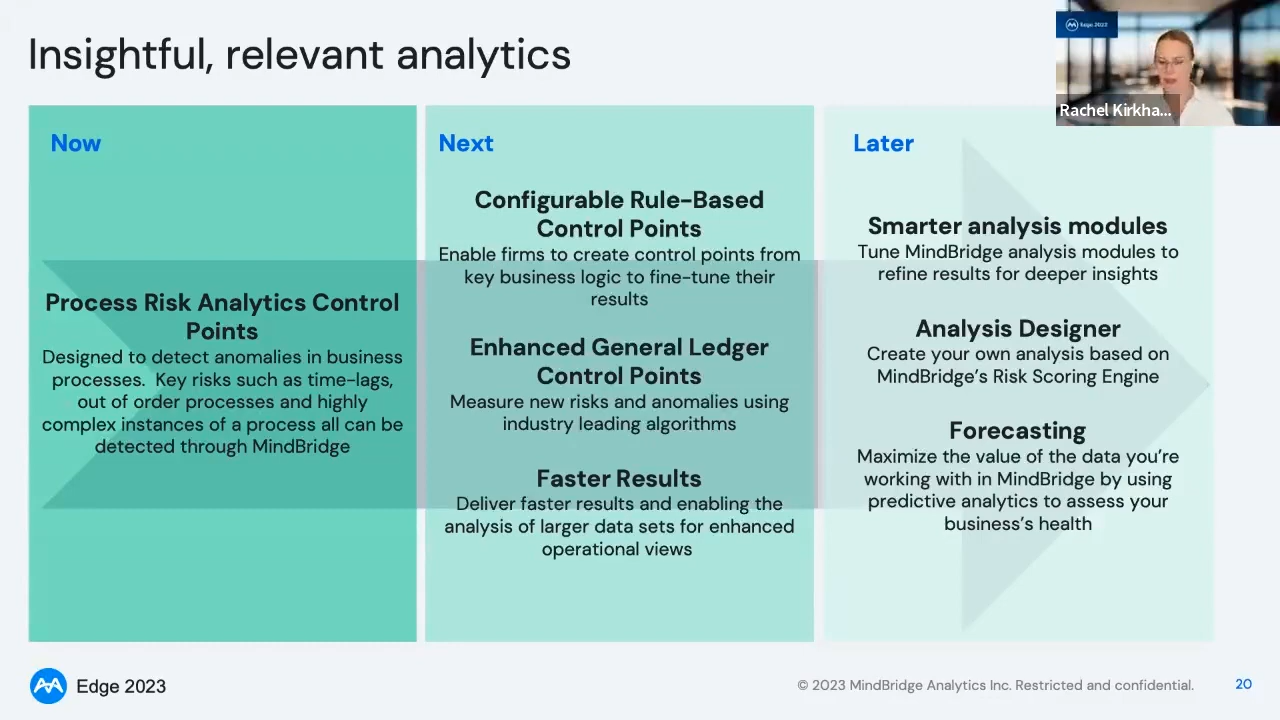 Insightful, relevant analytics
Edge 2023
Rachel Kirkha...
Now
Process Risk Analytics Control
Points
Designed to detect anomalies in business
processes.  Key risks such as time-lags,
out of order processes and highly
complex instances of a process all can be
detected through MindBridge
Next
Configurable Rule-Based
Control Points
Enable firms to create control points from
key business logic to fine-tune their
results
Enhanced General Ledger
Control Points
Measure new risks and anomalies using
industry leading algorithms
Faster Results
Deliver faster results and enabling the
analysis of larger data sets for enhanced
operational views
Later
Smarter analysis modules
Tune MindBridge analysis modules to
refine results for deeper insights
Analysis Designer
Create your own analysis based on
MindBridge’s Risk Scoring Engine
Forecasting
Maximize the value of the data you’re
working with in MindBridge by using
predictive analytics to assess your
business’s health
Edge 2023
© 2023 MindBridge Analytics Inc. Restricted and confidential.
20